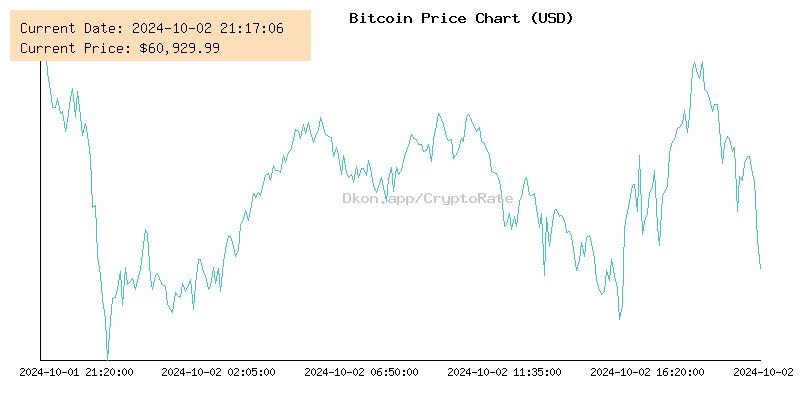 Bitcoin Price Chart (USD)
Current Date: 2024-10-02 21:17:06
Current Price: $60,929.99
Dkon.app/CryptoRate
2024-10-01 21:20:00
2024-10-02 02:05:00
2024-10-02 06:50:00
2024-10-02 11:35:00
2024-10-02 16:20:00
2024-10-02